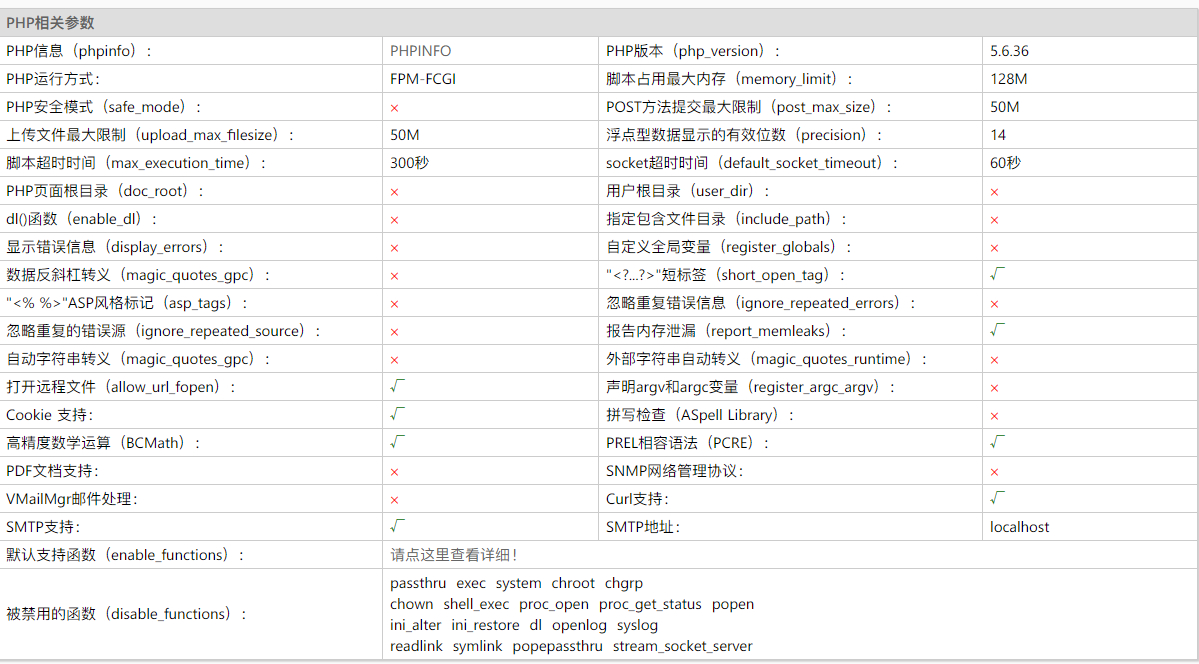 PHP相关参数
PHP信息（phpinfo）： PHPINFO PHP版本（php_version）： 5.6.36
PHP运行方式： FPM-FCGI 脚本占用最大内存（memory_limit）： 128M
PHP安全模式（safe_mode）： × POST方法提交最大限制（post_max_size）： 50M
上传文件最大限制（upload_max_filesize）： 50M 浮点型数据显示的有效位数（precision）： 14
脚本超时时间（max_execution_time）： 300秒 socket超时时间（default_socket_timeout）： 60秒
PHP页面根目录（doc_root）： × 用户根目录（user_dir）： ×
dl()函数（enable_dl）： × 指定包含文件目录（include_path）： ×
显示错误信息（display_errors）： × 自定义全局变量（register_globals）： ×
数据反斜杠转义（magic_quotes_gpc）： × "<?...?>"短标签（short_open_tag）： √
"<% %>"ASP风格标记（asp_tags）： × 忽略重复错误信息（ignore_repeated_errors）： ×
忽略重复的错误源（ignore_repeated_source）： × 报告内存泄漏（report_memleaks）： √
自动字符串转义（magic_quotes_gpc）： × 外部字符串自动转义（magic_quotes_runtime）： ×
打开远程文件（allow_url_fopen）： √ 声明argv和argc变量（register_argc_argv）： ×
Cookie 支持： √ 拼写检查（ASpell Library）： ×
高精度数学运算（BCMath）： √ PREL相容语法（PCRE）： √
PDF文档支持： × SNMP网络管理协议： ×
VMailMgr邮件处理： × Curl支持： √
SMTP支持： √ SMTP地址： localhost
默认支持函数（enable_functions）： 请点这里查看详细！
被禁用的函数（disable_functions）：
passthru exec system chroot chgrp
chown shell_exec proc_open proc_get_status popen
ini_alter ini_restore dl openlog syslog
readlink symlink popepassthru stream_socket_server